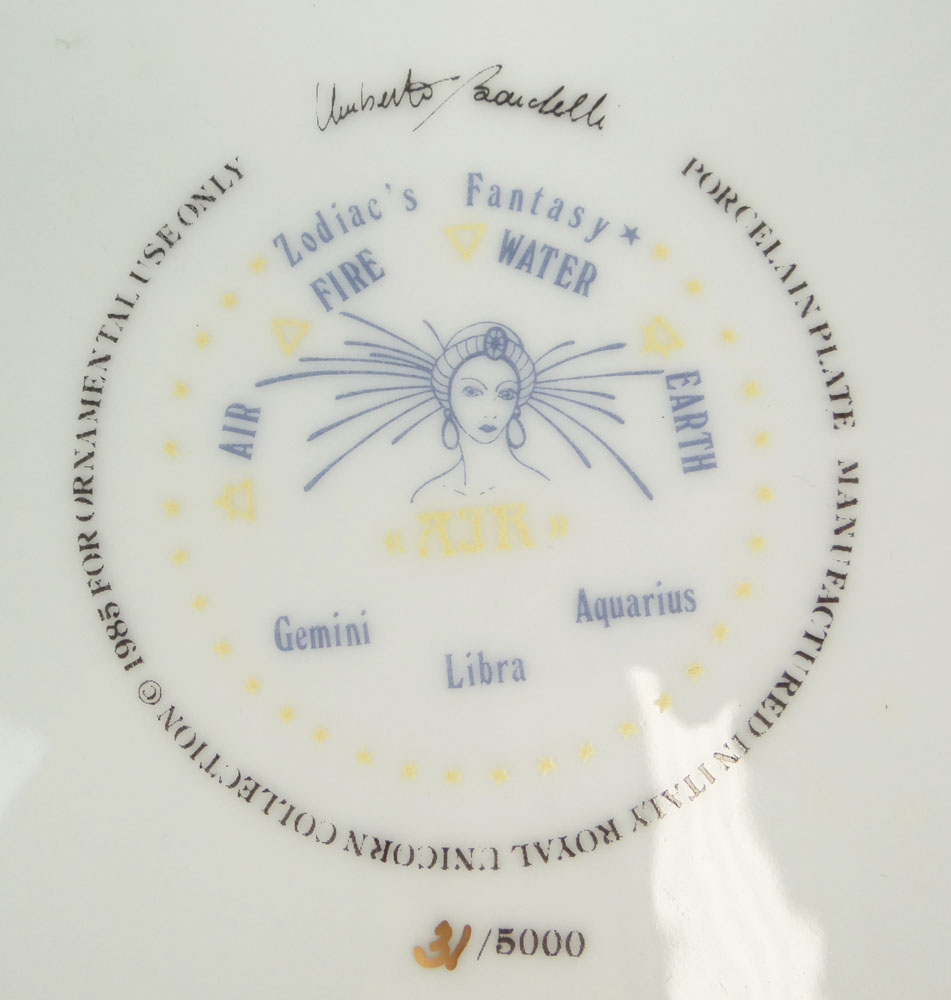 Umberto
PORCELAIN PLATE MANUFACTURED IN ITALY ROYAL UNICORN COLLECTION © 1985 FOR ORNAMENTAL USE ONLY
Zodiac's Fantasy
FIRE
WATER
AIR
EARTH
«AIR»
Gemini
Aquarius
Libra
31/5000